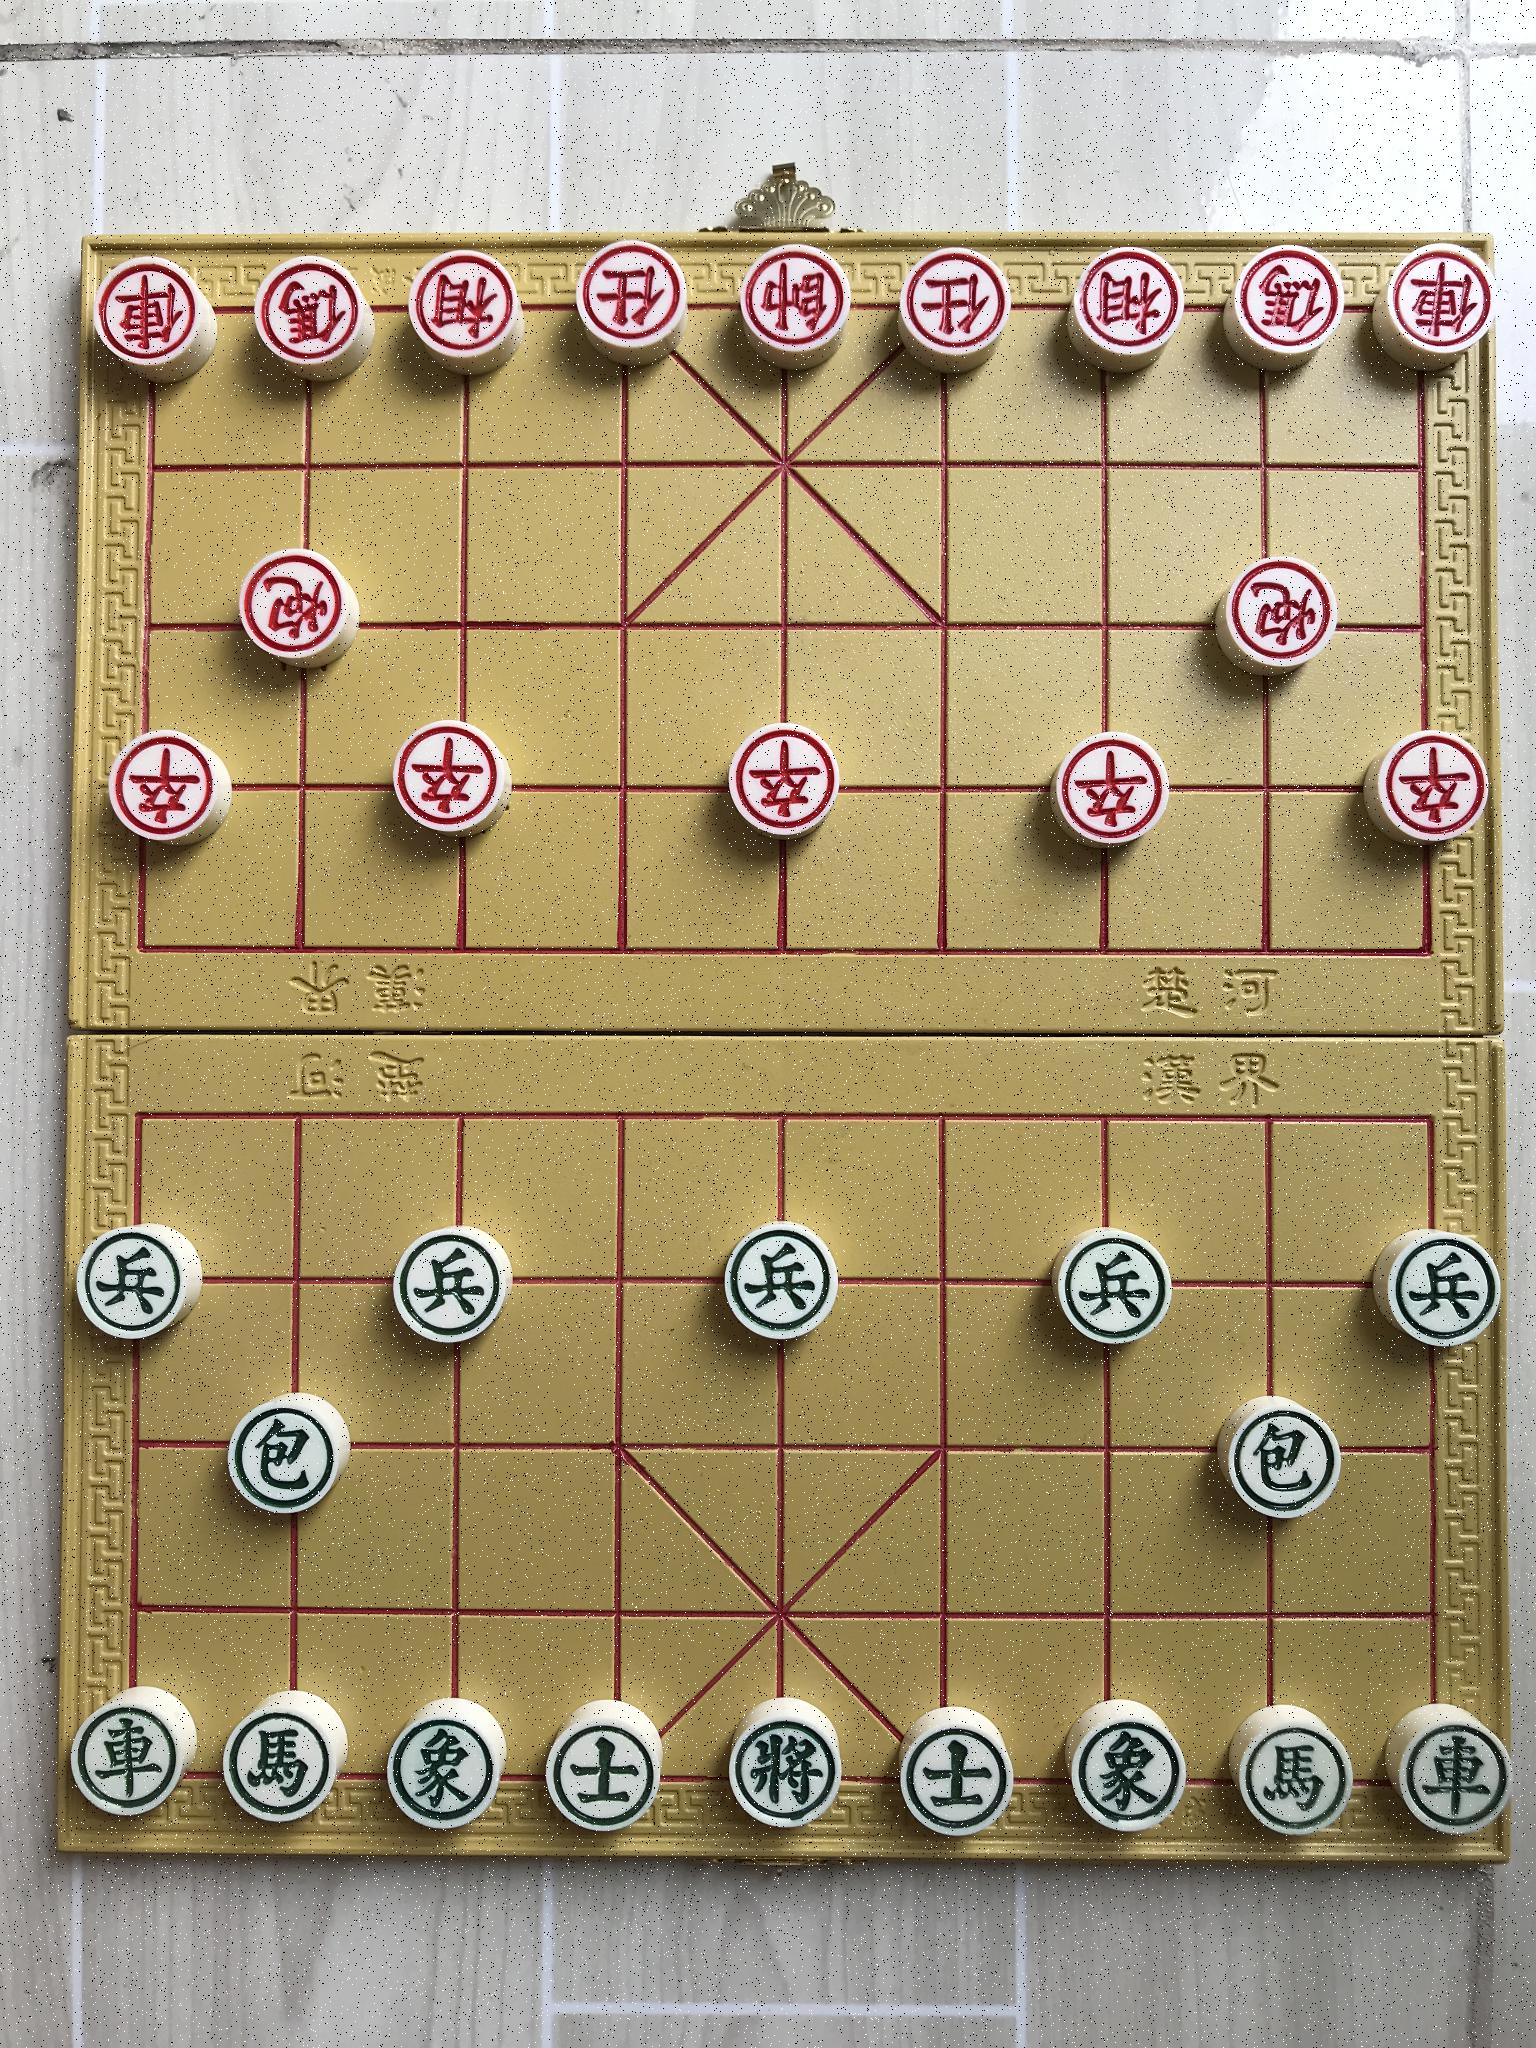 俥 傌 相 仕 帥 仕 相 傌 俥
炮 炮
卒 卒 卒 卒 卒
楚河
漢界
楚河
漢界
兵 兵 兵 兵 兵
包 包
車 馬 象 士 將 士 象 馬 車